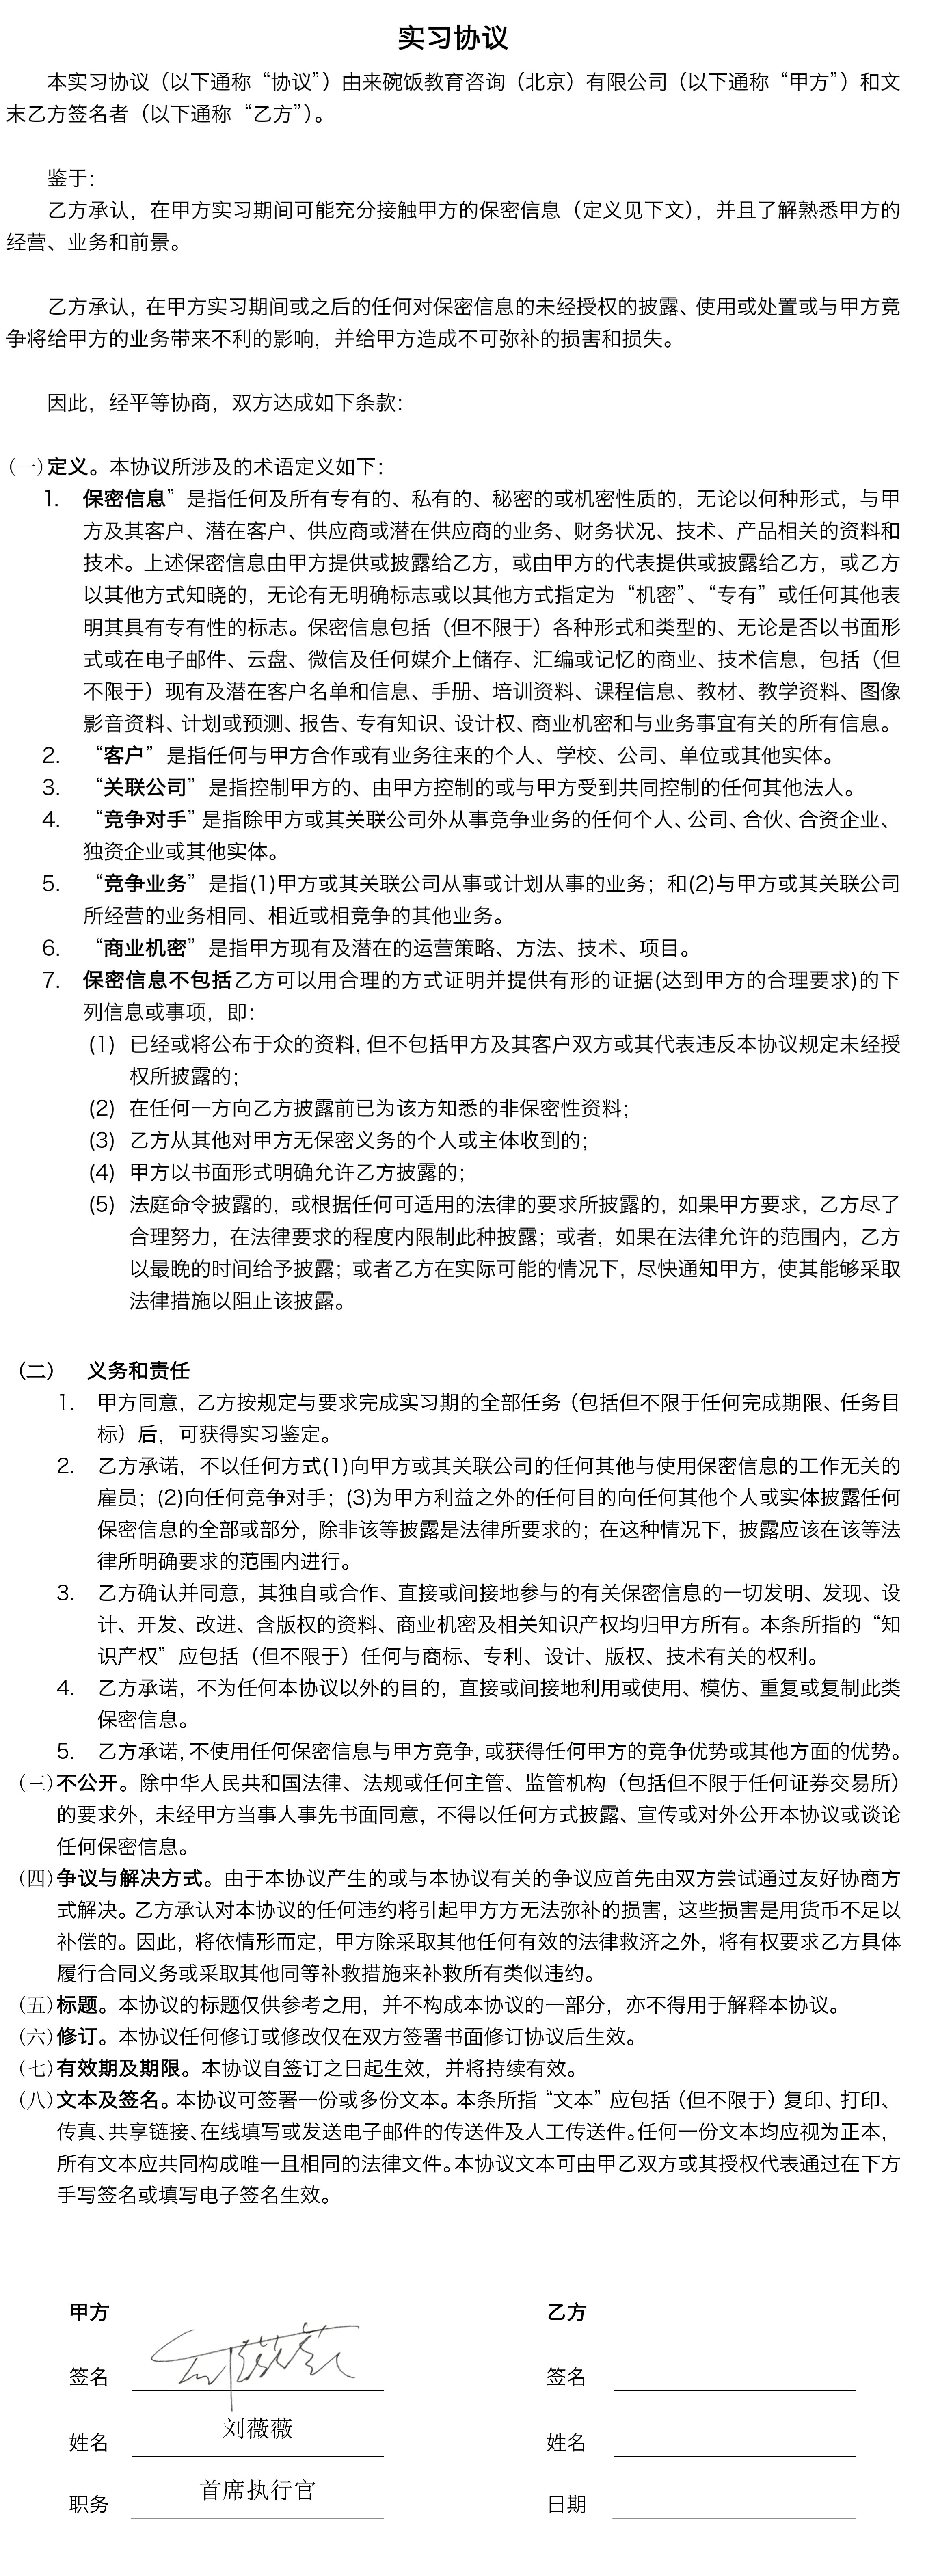 实习协议
本实习协议（以下通称“协议”）由来碗饭教育咨询（北京）有限公司（以下通称“甲方”）和文
末乙方签名者（以下通称“乙方”）。
鉴于：
乙方承认，在甲方实习期间可能充分接触甲方的保密信息（定义见下文），并且了解熟悉甲方的
经营、业务和前景。
乙方承认，在甲方实习期间或之后的任何对保密信息的未经授权的披露、使用或处置或与甲方竞
争将给甲方的业务带来不利的影响，并给甲方造成不可弥补的损害和损失。
因此，经平等协商，双方达成如下条款：
（一）定义。本协议所涉及的术语定义如下：
1. 保密信息”是指任何及所有专有的、私有的、秘密的或机密性质的，无论以何种形式，与甲
方及其客户、潜在客户、供应商或潜在供应商的业务、财务状况、技术、产品相关的资料和
技术。上述保密信息由甲方提供或披露给乙方，或由甲方的代表提供或披露给乙方，或乙方
以其他方式知晓的，无论有无明确标志或以其他方式指定为“机密”、“专有”或任何其他表
明其具有专有性的标志。保密信息包括（但不限于）各种形式和类型的、无论是否以书面形
式或在电子邮件、云盘、微信及任何媒介上储存、汇编或记忆的商业、技术信息，包括（但
不限于）现有及潜在客户名单和信息、手册、培训资料、课程信息、教材、教学资料、图像
影音资料、计划或预测、报告、专有知识、设计权、商业机密和与业务事宜有关的所有信息。
2. “客户”是指任何与甲方合作或有业务往来的个人、学校、公司、单位或其他实体。
3. “关联公司”是指控制甲方的、由甲方控制的或与甲方受到共同控制的任何其他法人。
4. “竞争对手”是指除甲方或其关联公司外从事竞争业务的任何个人、公司、合伙、合资企业、
独资企业或其他实体。
5. “竞争业务”是指(1)甲方或其关联公司从事或计划从事的业务；和(2)与甲方或其关联公司
所经营的业务相同、相近或相竞争的其他业务。
6. “商业机密”是指甲方现有及潜在的运营策略、方法、技术、项目。
7. 保密信息不包括乙方可以用合理的方式证明并提供有形的证据(达到甲方的合理要求)的下
列信息或事项，即：
(1) 已经或将公布于众的资料，但不包括甲方及其客户双方或其代表违反本协议规定未经授
权所披露的；
(2) 在任何一方向乙方披露前已为该方知悉的非保密性资料；
(3) 乙方从其他对甲方无保密义务的个人或主体收到的；
(4) 甲方以书面形式明确允许乙方披露的；
(5) 法庭命令披露的，或根据任何可适用的法律的要求所披露的，如果甲方要求，乙方尽了
合理努力，在法律要求的程度内限制此种披露；或者，如果在法律允许的范围内，乙方
以最晚的时间给予披露；或者乙方在实际可能的情况下，尽快通知甲方，使其能够采取
法律措施以阻止该披露。
（二） 义务和责任
1. 甲方同意，乙方按规定与要求完成实习期的全部任务（包括但不限于任何完成期限、任务目
标）后，可获得实习鉴定。
2. 乙方承诺，不以任何方式(1)向甲方或其关联公司的任何其他与使用保密信息的工作无关的
雇员；(2)向任何竞争对手；(3)为甲方利益之外的任何目的向任何其他个人或实体披露任何
保密信息的全部或部分，除非该等披露是法律所要求的；在这种情况下，披露应该在该等法
律所明确要求的范围内进行。
3. 乙方确认并同意，其独自或合作、直接或间接地参与的有关保密信息的一切发明、发现、设
计、开发、改进、含版权的资料、商业机密及相关知识产权均归甲方所有。本条所指的“知
识产权”应包括（但不限于）任何与商标、专利、设计、版权、技术有关的权利。
4. 乙方承诺，不为任何本协议以外的目的，直接或间接地利用或使用、模仿、重复或复制此类
保密信息。
5. 乙方承诺，不使用任何保密信息与甲方竞争，或获得任何甲方的竞争优势或其他方面的优势。
（三）不公开。除中华人民共和国法律、法规或任何主管、监管机构（包括但不限于任何证券交易所）
的要求外，未经甲方当事人事先书面同意，不得以任何方式披露、宣传或对外公开本协议或谈论
任何保密信息。
（四）争议与解决方式。由于本协议产生的或与本协议有关的争议应首先由双方尝试通过友好协商方
式解决。乙方承认对本协议的任何违约将引起甲方方无法弥补的损害，这些损害是用货币不足以
补偿的。因此，将依情形而定，甲方除采取其他任何有效的法律救济之外，将有权要求乙方具体
履行合同义务或采取其他同等补救措施来补救所有类似违约。
（五）标题。本协议的标题仅供参考之用，并不构成本协议的一部分，亦不得用于解释本协议。
（六）修订。本协议任何修订或修改仅在双方签署书面修订协议后生效。
（七）有效期及期限。本协议自签订之日起生效，并将持续有效。
（八）文本及签名。本协议可签署一份或多份文本。本条所指“文本”应包括（但不限于）复印、打印、
传真、共享链接、在线填写或发送电子邮件的传送件及人工传送件。任何一份文本均应视为正本，
所有文本应共同构成唯一且相同的法律文件。本协议文本可由甲乙双方或其授权代表通过在下方
手写签名或填写电子签名生效。
甲方 乙方
签名 刘薇薇 签名
姓名 刘薇薇 姓名
职务 首席执行官 日期